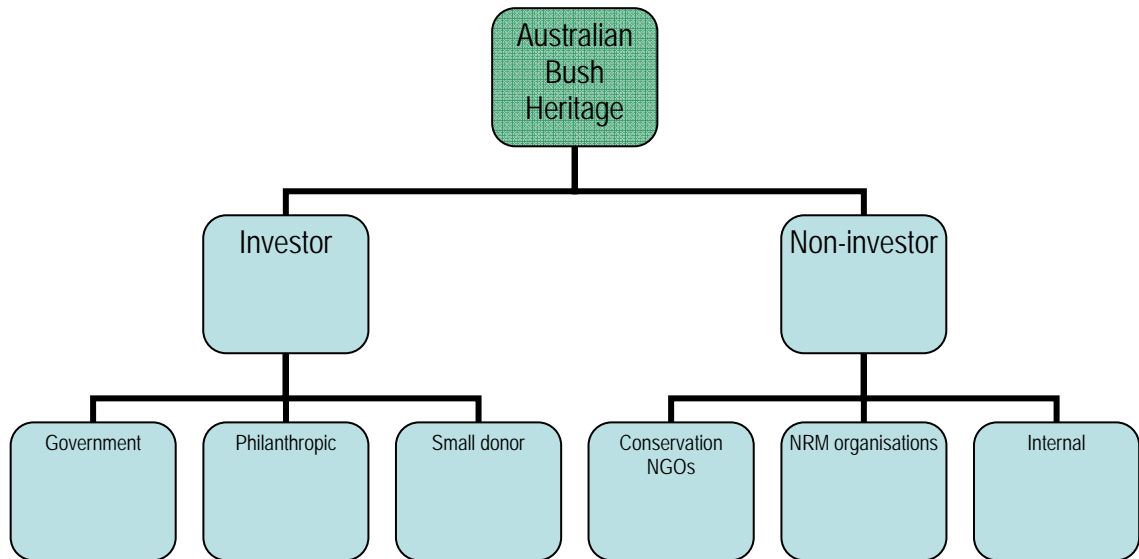 Australian
Bush
Heritage
Investor
Non-investor
Government
Philanthropic
Small donor
Conservation
NGOs
NRM organisations
Internal